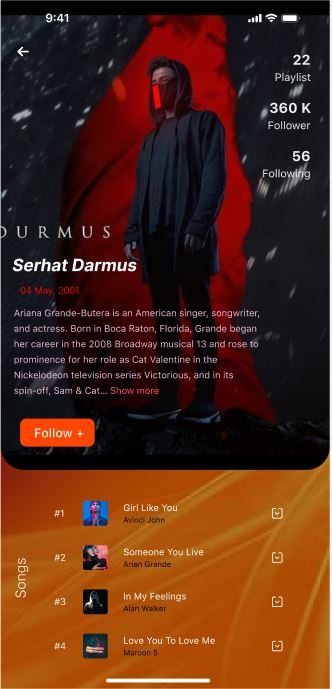 9:41
22
Playlist
360 K
Follower
56
Following
DURMUS
Serhat Darmus
04 May, 2001
Ariana Grande-Butera is an American singer, songwriter,
and actress. Born in Boca Raton, Florida, Grande began
her career in the 2008 Broadway musical 13 and rose to
prominence for her role as Cat Valentine in the
Nickelodeon television series Victorious, and in its
spin-off, Sam & Cat... Show more
Follow +
Songs
#1
Girl Like You
Avinci John
#2
Someone You Live
Arian Grande
#3
In My Feelings
Alan Walker
#4
Love You To Love Me
Maroon 5